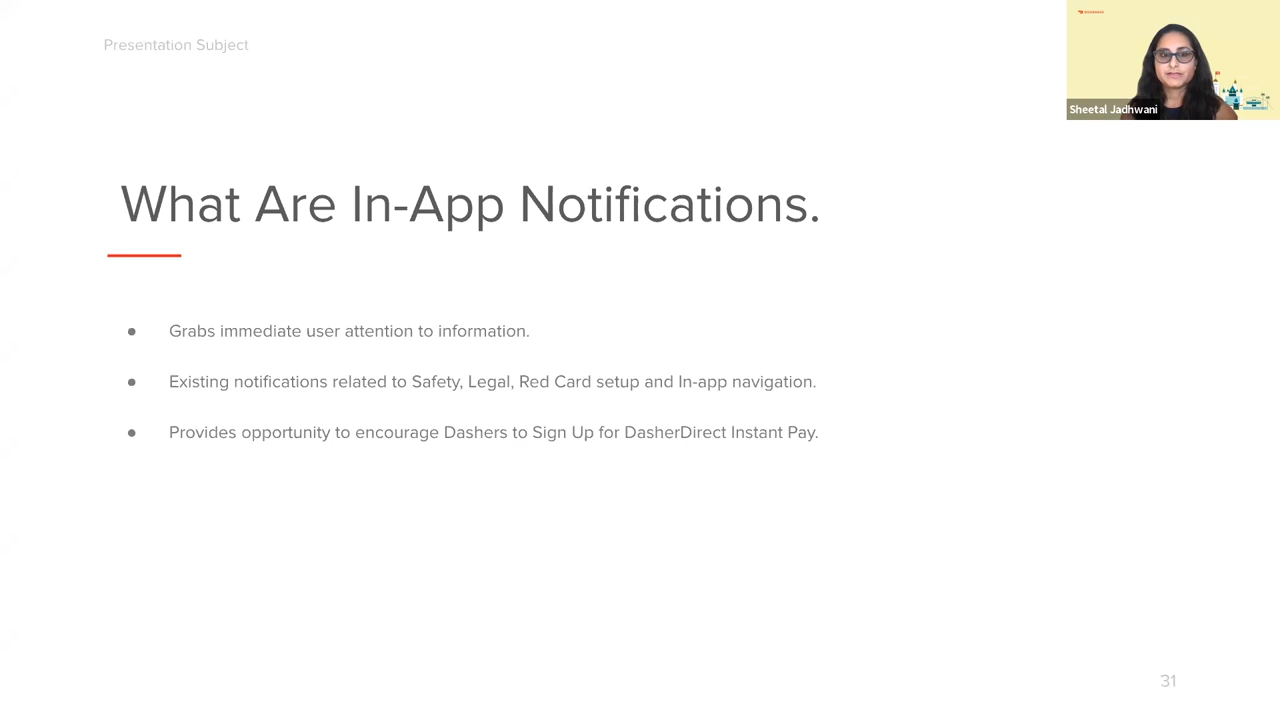 Presentation Subject
Sheetal Jadhwani
What Are In-App Notifications.
● Grabs immediate user attention to information.
● Existing notifications related to Safety, Legal, Red Card setup and In-app navigation.
● Provides opportunity to encourage Dashers to Sign Up for DasherDirect Instant Pay.
31